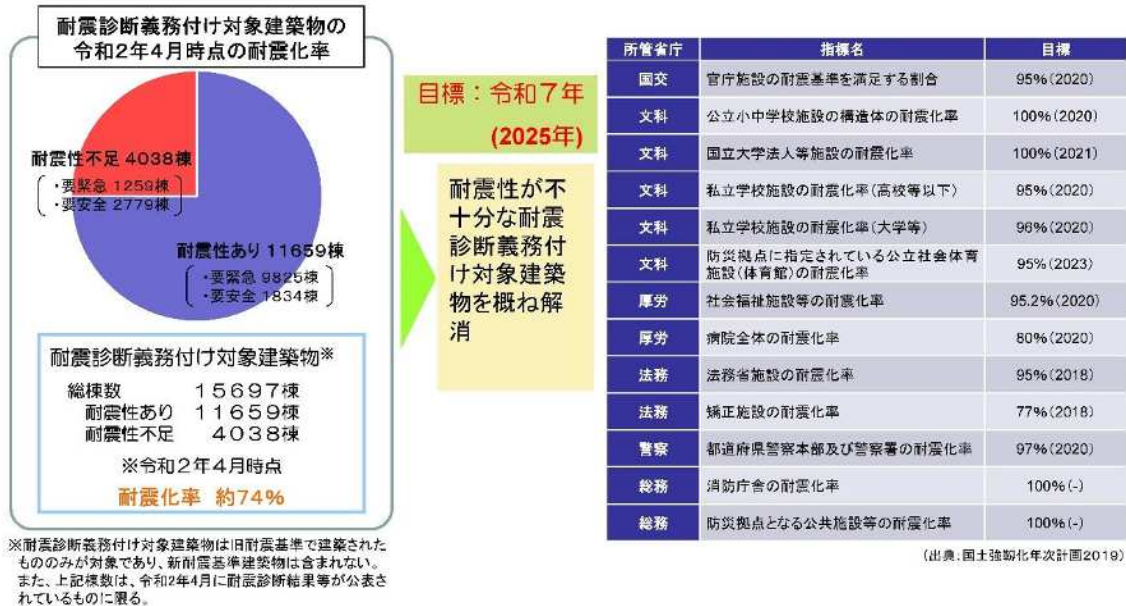 耐震診断義務付け対象建築物の
令和2年4月時点の耐震化率
耐震性不足 4038棟
・要緊急 1259棟
・要安全 2779棟
耐震性あり 11659棟
・要緊急 9825棟
・要安全 1834棟
耐震診断義務付け対象建築物※
総棟数 15697棟
耐震性あり 11659棟
耐震性不足 4038棟
※令和2年4月時点
耐震化率 約74%
※耐震診断義務付け対象建築物は旧耐震基準で建築された
もののみが対象であり、新耐震基準建築物は含まれない。
また、上記棟数は、令和2年4月に耐震診断結果等が公表さ
れているものに限る。
目標:令和7年
(2025年)
耐震性が不
十分な耐震
診断義務付
け対象建築
物を概ね解
消
所管省庁 指標名 目標
国交 官庁施設の耐震基準を満足する割合 95%(2020)
文科 公立小中学校施設の構造体の耐震化率 100%(2020)
文科 国立大学法人等施設の耐震化率 100%(2021)
文科 私立学校施設の耐震化率(高校等以下) 95%(2020)
文科 私立学校施設の耐震化率(大学等) 96%(2020)
文科 防災拠点に指定されている公立社会体育
施設(体育館)の耐震化率 95%(2023)
厚労 社会福祉施設等の耐震化率 95.2%(2020)
厚労 病院全体の耐震化率 80%(2020)
法務 法務省施設の耐震化率 95%(2018)
法務 矯正施設の耐震化率 77%(2018)
警察 都道府県警察本部及び警察署の耐震化率 97%(2020)
総務 消防庁舎の耐震化率 100%(-)
総務 防災拠点となる公共施設等の耐震化率 100%(-)
(出典:国土強靱化年次計画2019)